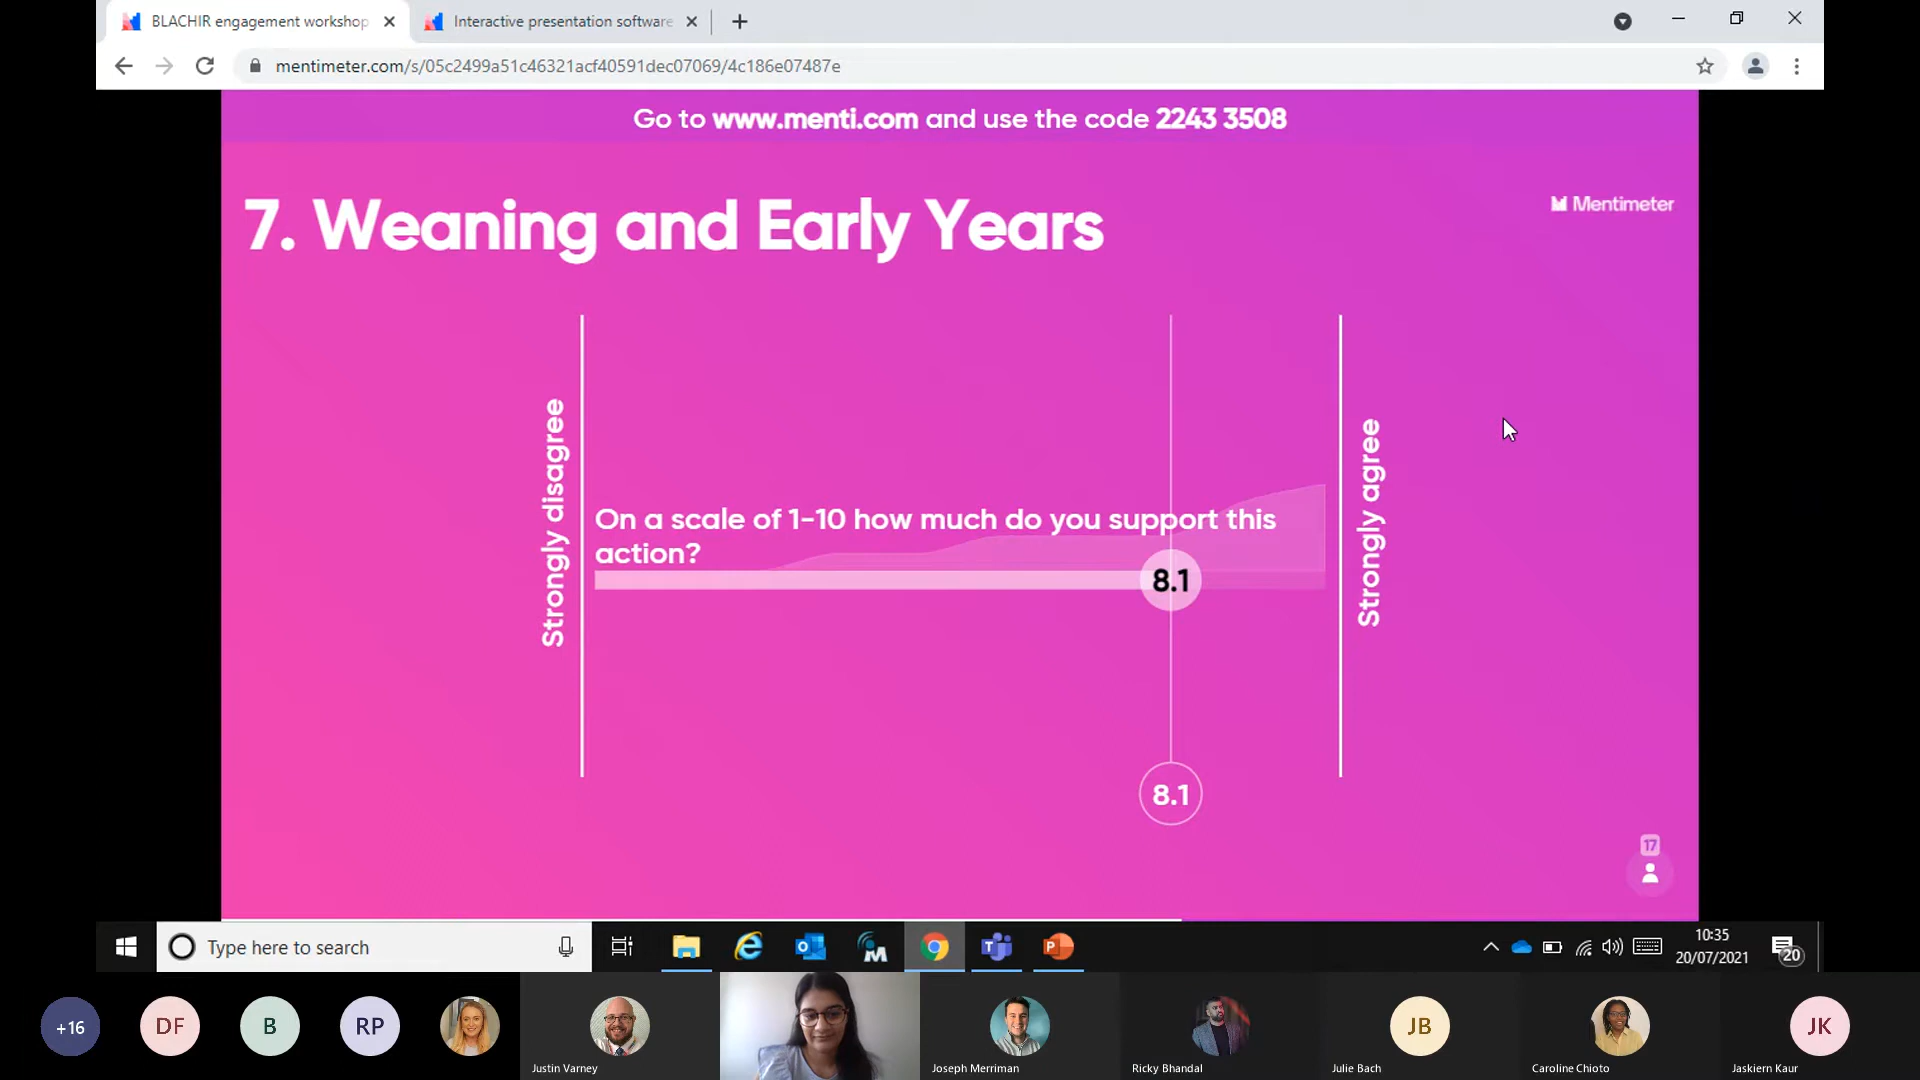 BLACHIR engagement workshop
Interactive presentation software
mentimeter.com/s/05c2499a51c46321acf40591dec07069/4c186e07487e
Go to www.menti.com and use the code 2243 3508
7. Weaning and Early Years
Mentimeter
Strongly disagree
On a scale of 1-10 how much do you support this
action?
8.1
Strongly agree
8.1
17
Type here to search
10:35
20/07/2021
20
+16
DF
B
RP
JB
JK
Justin Varney
Joseph Merriman
Ricky Bhandal
Julie Bach
Caroline Chioto
Jaskiern Kaur